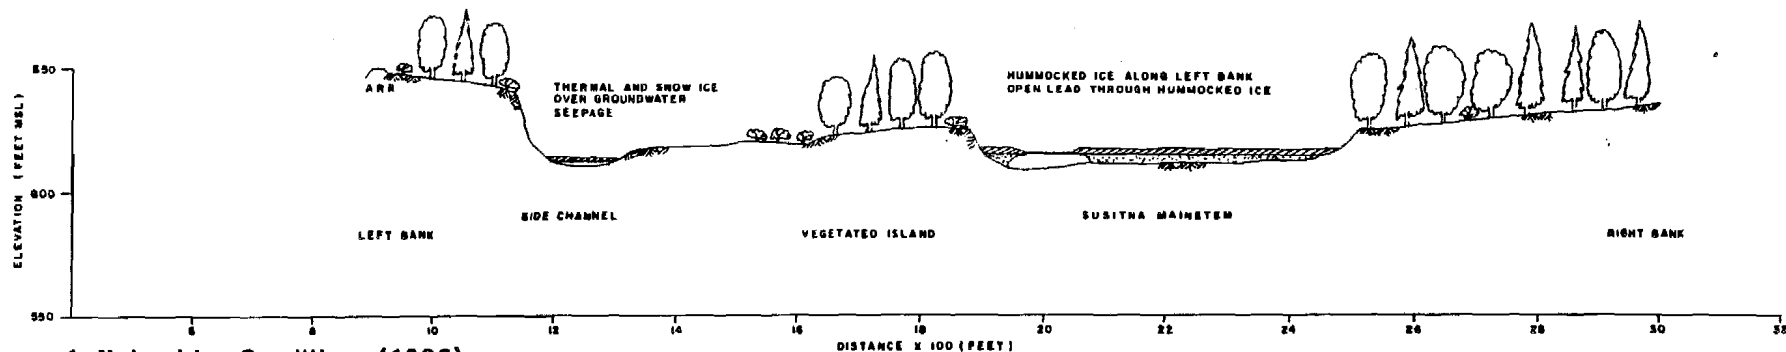 650
ARR
THERMAL AND SNOW ICE
OVEN GROUNDWATER
SEEPAGE
HUMMOCKED ICE ALONG LEFT BANK
OPEN LEAD THROUGH HUMMOCKED ICE
ELEVATION (FEET MSL)
600
SIDE CHANNEL
SUSITNA MAINSTEM
LEFT BANK
VEGETATED ISLAND
RIGHT BANK
550
6 8 10 12 14 16 18 20 22 24 26 28 30
DISTANCE X 100 (FEET)